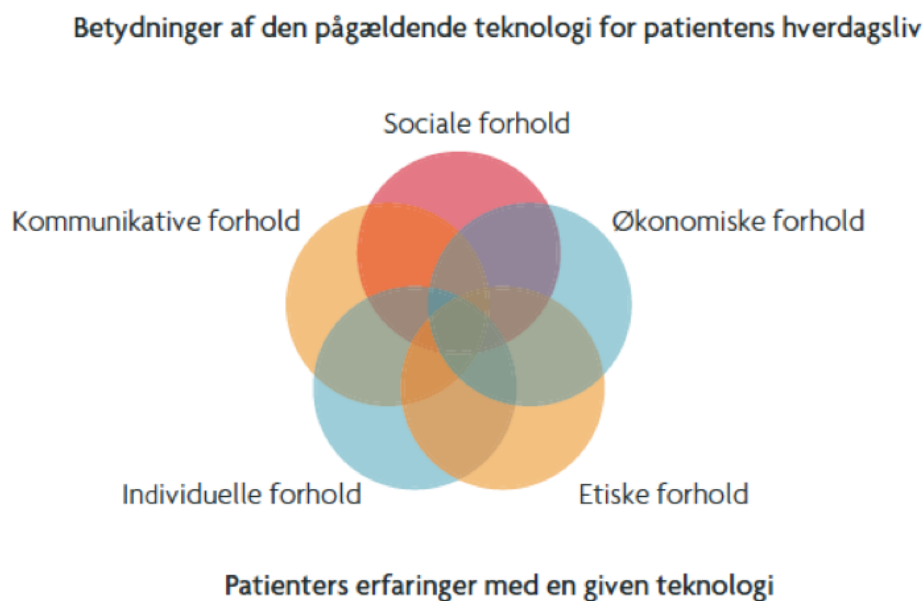 Betydninger af den pågældende teknologi for patientens hverdagsliv
Sociale forhold
Kommunikative forhold
Økonomiske forhold
Individuelle forhold
Etiske forhold
Patienters erfaringer med en given teknologi